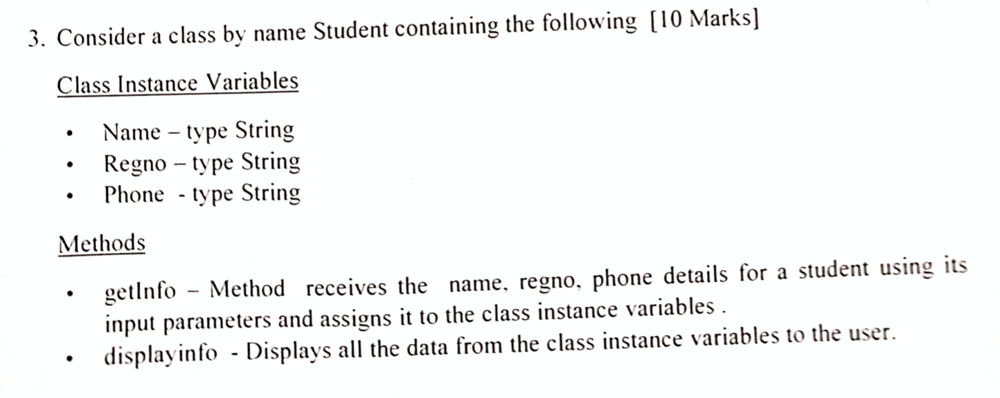 3. Consider a class by name Student containing the following [10 Marks]
Class Instance Variables
• Name – type String
• Regno – type String
• Phone - type String
Methods
• getInfo – Method receives the name, regno, phone details for a student using its
input parameters and assigns it to the class instance variables .
• displayinfo - Displays all the data from the class instance variables to the user.